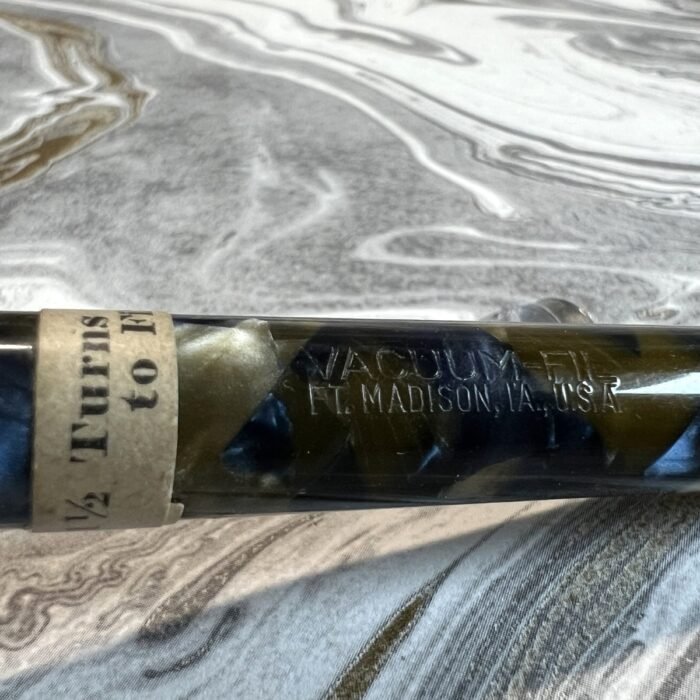 ½ Turns
to
VACUUM-FIL
FT. MADISON, IA., U.S.A.